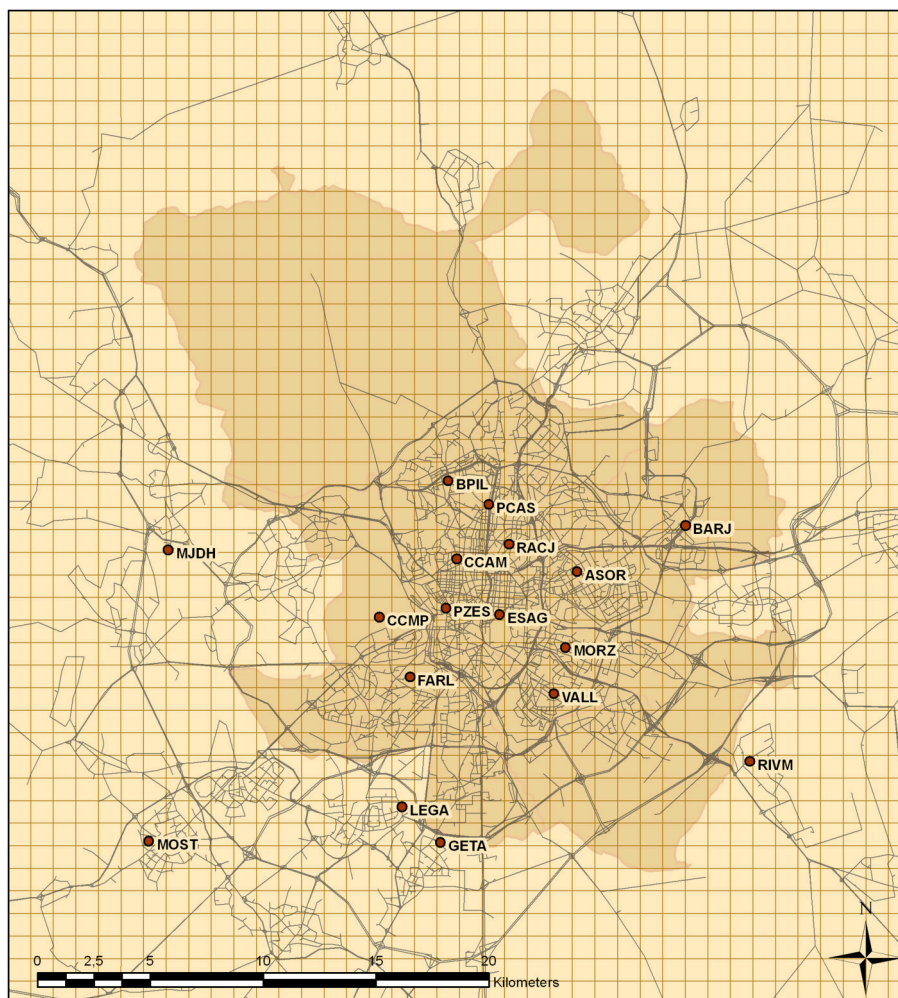 BPIL
PCAS
BARJ
RACJ
MJDH
CCAM
ASOR
PZES
CCMP
ESAG
MORZ
FARL
VALL
RIVM
LEGA
MOST
GETA
N
0 2,5 5 10 15 20
Kilometers